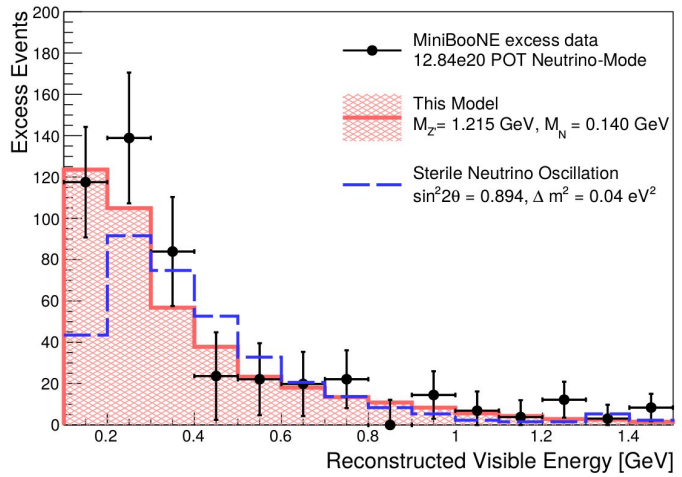 Excess Events
200
180
160
140
120
100
80
60
40
20
0
MiniBooNE excess data
12.84e20 POT Neutrino-Mode
This Model
M_Z' = 1.215 GeV, M_N = 0.140 GeV
Sterile Neutrino Oscillation
sin²2θ = 0.894, Δ m² = 0.04 eV²
0.2 0.4 0.6 0.8 1 1.2 1.4
Reconstructed Visible Energy [GeV]